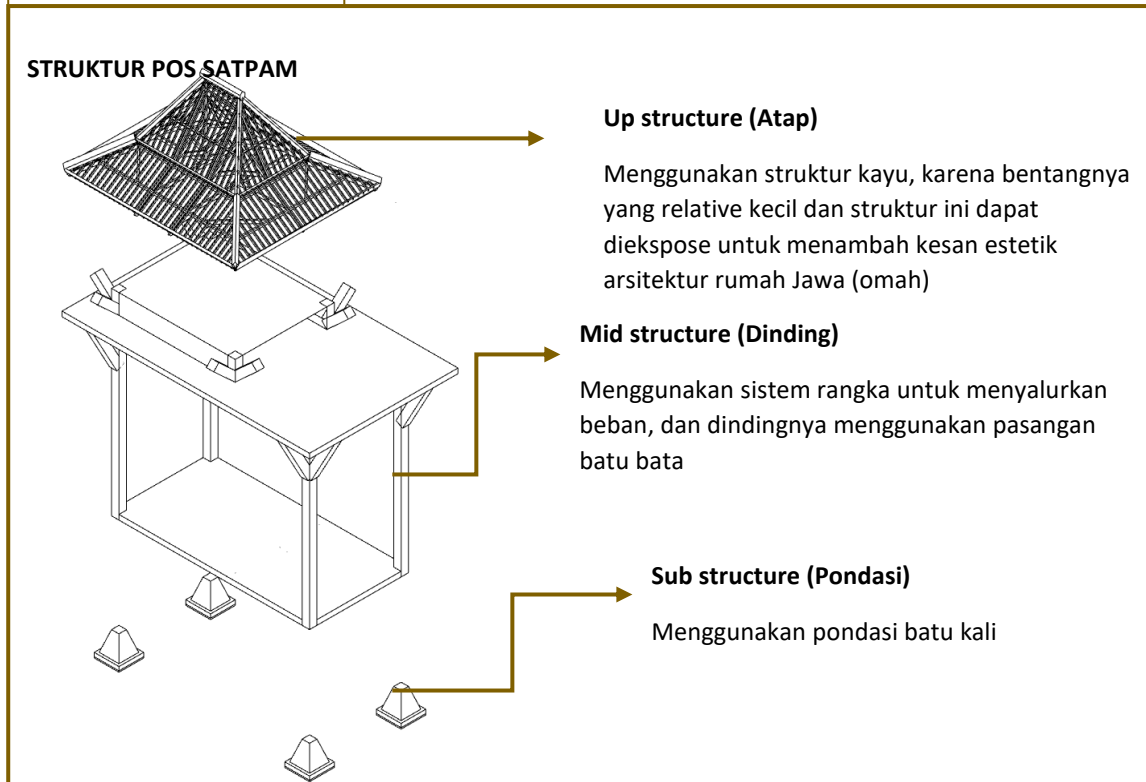 STRUKTUR POS SATPAM
Up structure (Atap)
Menggunakan struktur kayu, karena bentangnya
yang relative kecil dan struktur ini dapat
diekspose untuk menambah kesan estetik
arsitektur rumah Jawa (omah)
Mid structure (Dinding)
Menggunakan sistem rangka untuk menyalurkan
beban, dan dindingnya menggunakan pasangan
batu bata
Sub structure (Pondasi)
Menggunakan pondasi batu kali